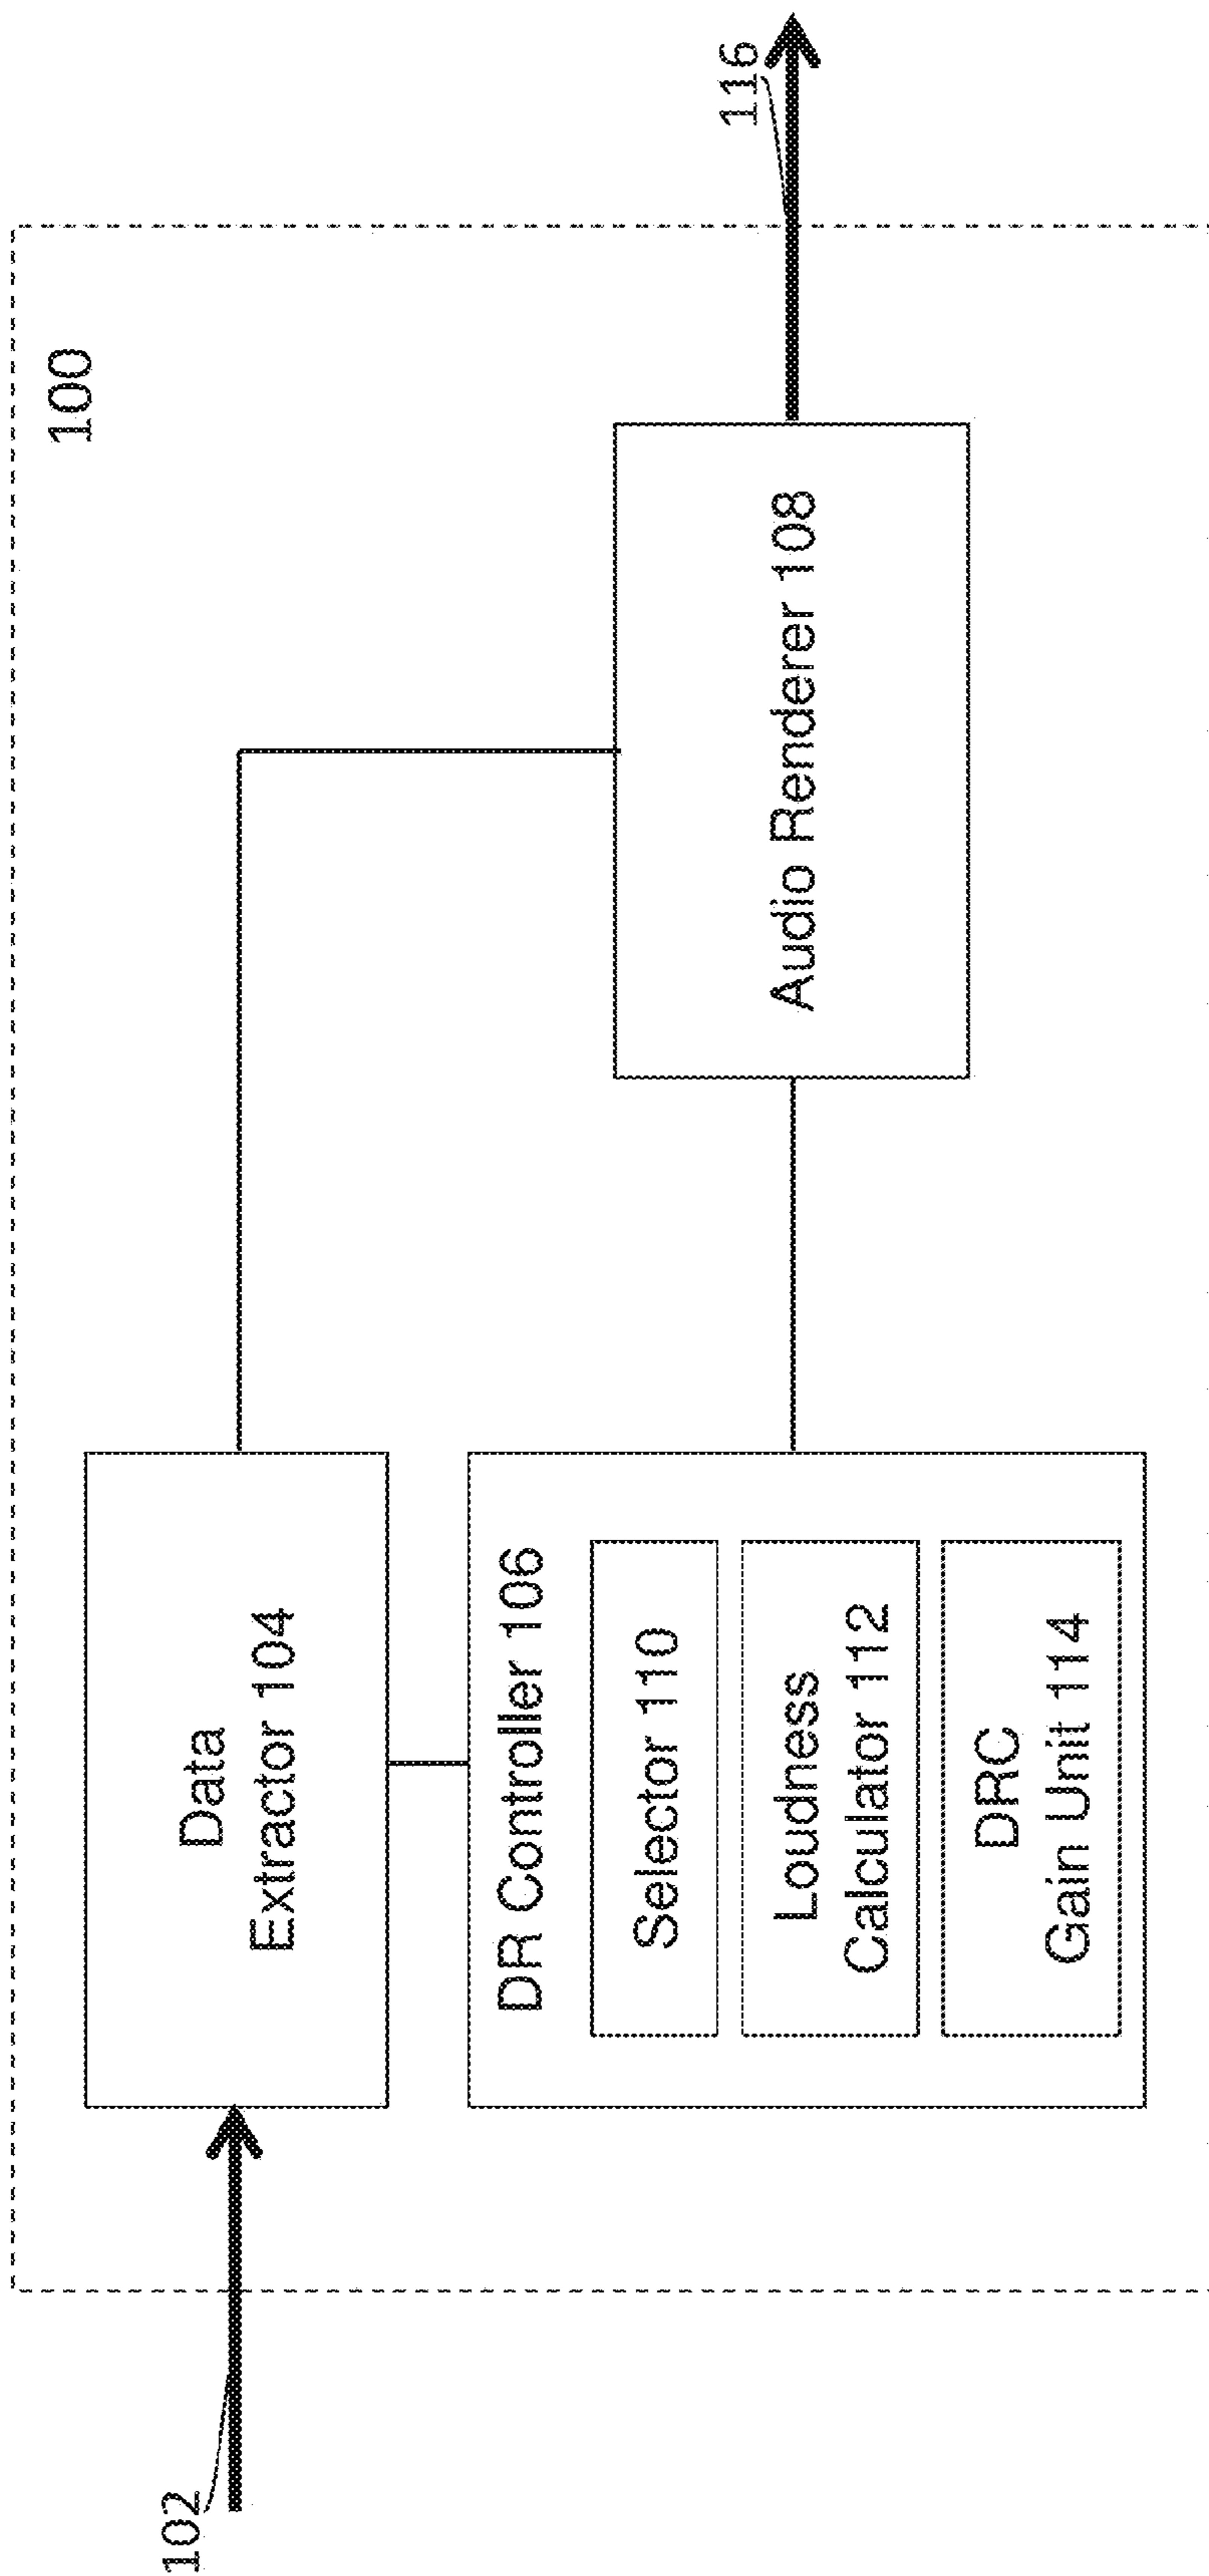 100
102
Data
Extractor 104
DR Controller 106
Selector 110
Loudness
Calculator 112
DRC
Gain Unit 114
Audio Renderer 108
116